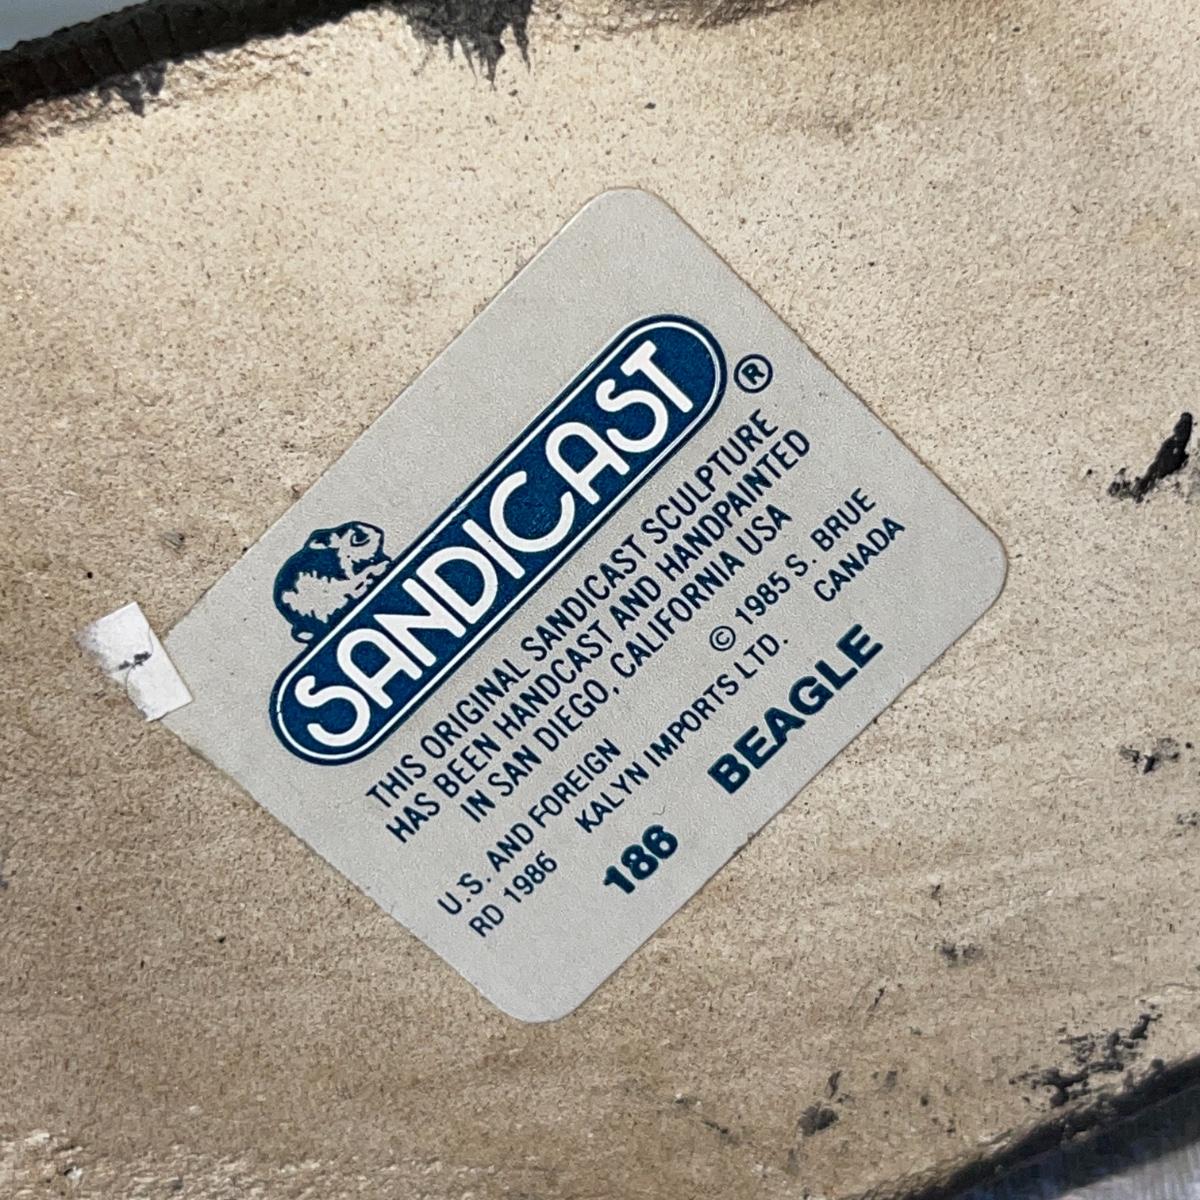 SANDICAST ®
THIS ORIGINAL SANDICAST SCULPTURE
HAS BEEN HANDCAST AND HANDPAINTED
IN SAN DIEGO, CALIFORNIA USA
U.S. AND FOREIGN © 1985 S. BRUE
RD 1986 KALYN IMPORTS LTD. CANADA
186 BEAGLE